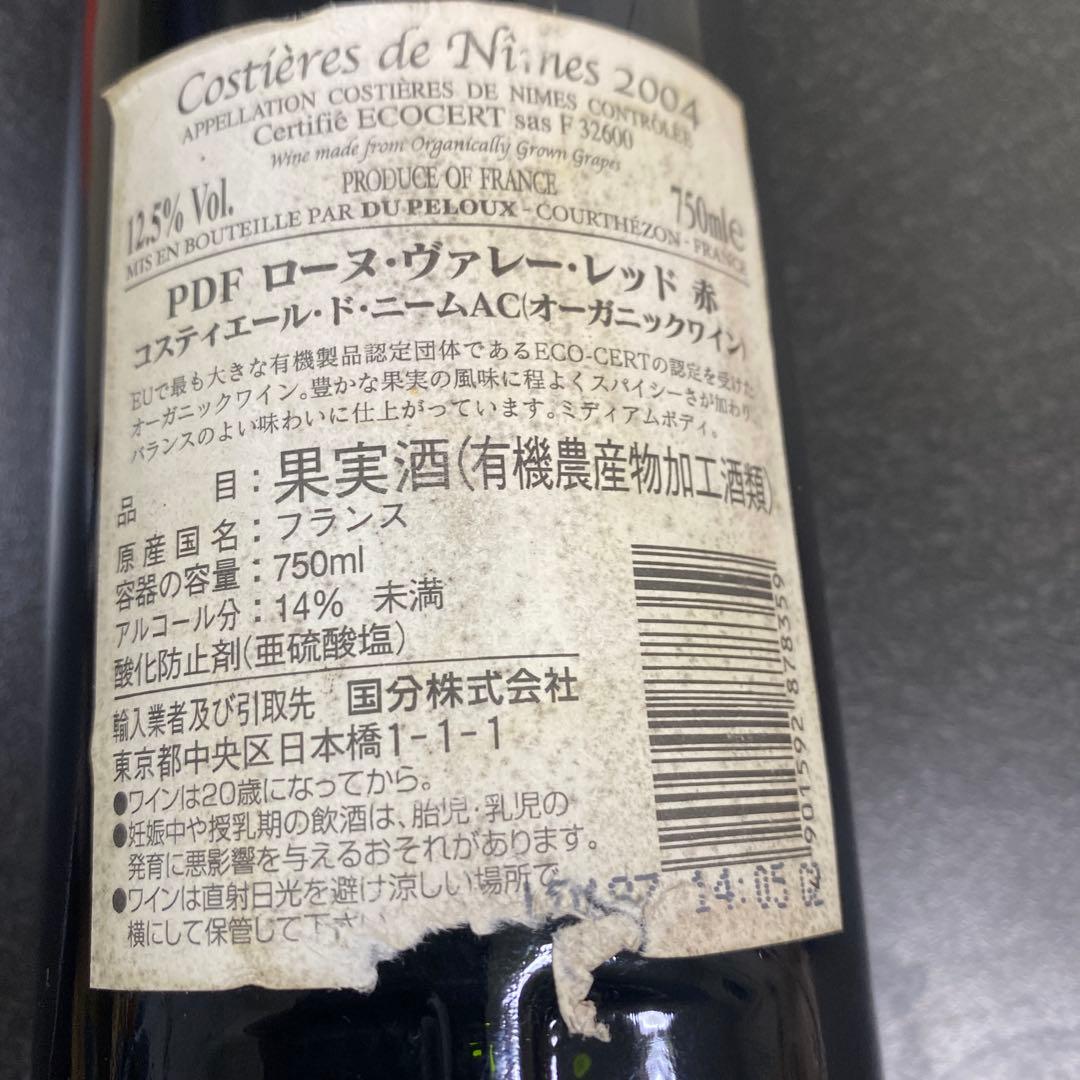 Costières de Nîmes 2004
APPELLATION COSTIÈRES DE NIMES CONTRÔLÉE
Certifié ECOCERT sas F 32600
Wine made from Organically Grown Grapes
PRODUCE OF FRANCE
12.5% Vol. 750ml e
MIS EN BOUTEILLE PAR DU PELOUX - COURTHÉZON - FRANCE
PDF ローヌ・ヴァレー・レッド 赤
コスティエール・ド・ニームAC(オーガニックワイン)
EUで最も大きな有機製品認定団体であるECO-CERTの認定を受けた
オーガニックワイン。豊かな果実の風味に程よくスパイシーさが加わり、
バランスのよい味わいに仕上がっています。ミディアムボディ。
品目：果実酒(有機農産物加工酒類)
原産国名：フランス
容器の容量：750ml
アルコール分：14% 未満
酸化防止剤(亜硫酸塩)
輸入業者及び引取先 国分株式会社
東京都中央区日本橋1-1-1
●ワインは20歳になってから。
●妊娠中や授乳期の飲酒は、胎児・乳児の
発育に悪影響を与えるおそれがあります。
●ワインは直射日光を避け涼しい場所で
横にして保管して下さい
4901592878359
14:05